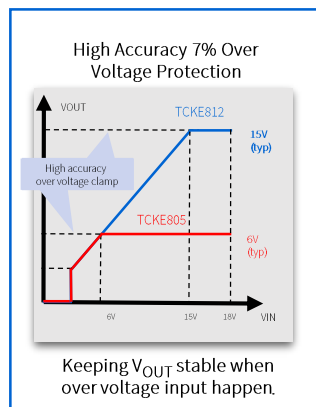 High Accuracy 7% Over
Voltage Protection
VOUT
TCKE812
15V
(typ)
High accuracy
over voltage clamp
TCKE805
6V
(typ)
6V
15V
18V
VIN
Keeping VOUT stable when
over voltage input happen.